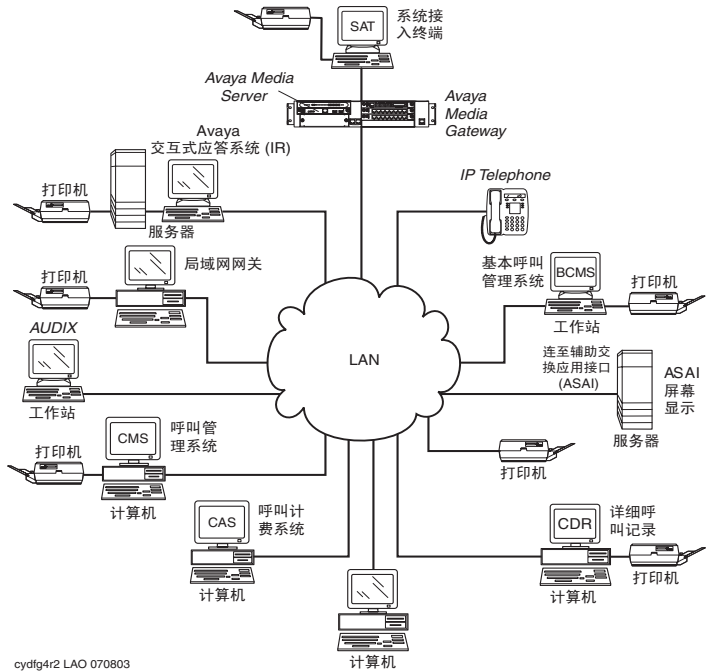 SAT
系统接
入终端
Avaya Media
Server
Avaya
Media
Gateway
Avaya
交互式应答系统 (IR)
打印机
服务器
IP Telephone
局域网网关
打印机
基本呼叫
管理系统
BCMS
打印机
工作站
AUDIX
工作站
LAN
连至辅助交
换应用接口
(ASAI)
ASAI
屏幕
显示
服务器
呼叫管
理系统
CMS
打印机
计算机
打印机
CAS
呼叫计
费系统
计算机
CDR
详细呼
叫记录
打印机
计算机
计算机
cydfg4r2 LAO 070803